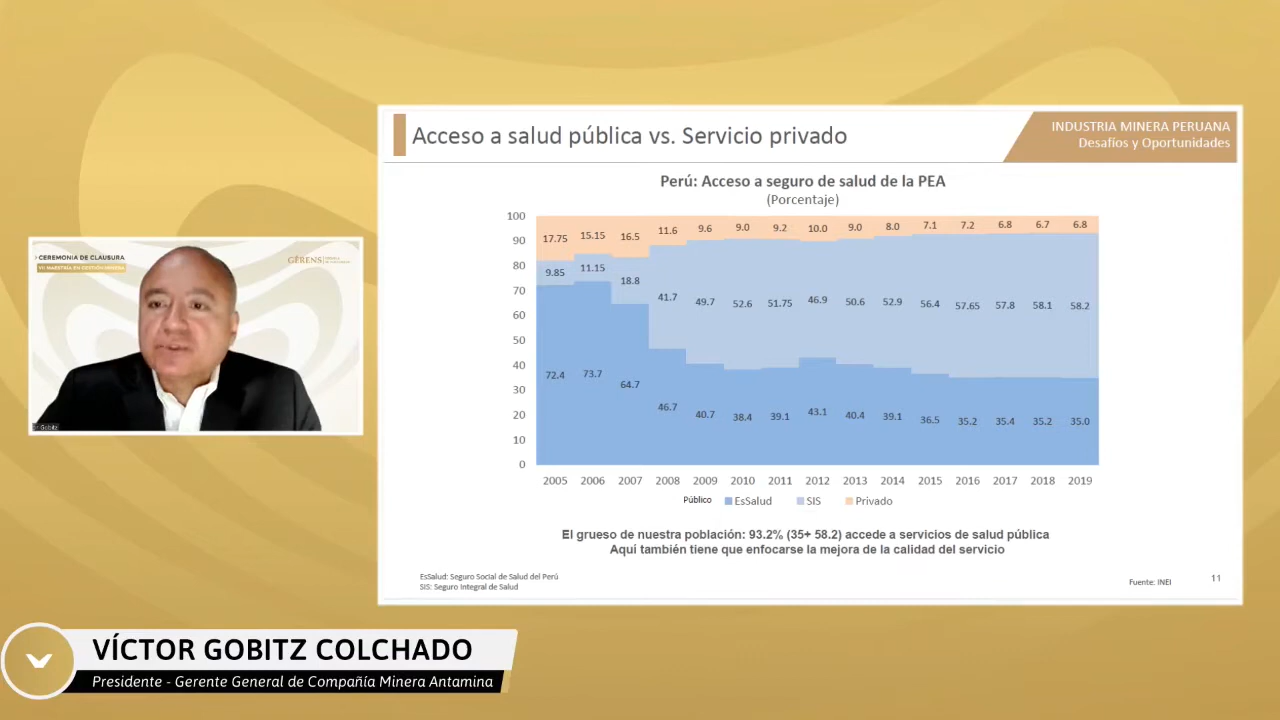 CEREMONIA DE CLAUSURA
VII MAESTRÍA EN GESTIÓN MINERA
GĚRENS
Gobitz
Acceso a salud pública vs. Servicio privado
INDUSTRIA MINERA PERUANA
Desafíos y Oportunidades
Perú: Acceso a seguro de salud de la PEA
(Porcentaje)
100
90
80
70
60
50
40
30
20
10
0
17.75 15.15 16.5 11.6 9.6 9.0 9.2 10.0 9.0 8.0 7.1 7.2 6.8 6.7 6.8
9.85 11.15 18.8 41.7 49.7 52.6 51.75 46.9 50.6 52.9 56.4 57.65 57.8 58.1 58.2
72.4 73.7 64.7 46.7 40.7 38.4 39.1 43.1 40.4 39.1 36.5 35.2 35.4 35.2 35.0
2005 2006 2007 2008 2009 2010 2011 2012 2013 2014 2015 2016 2017 2018 2019
Público EsSalud SIS Privado
El grueso de nuestra población: 93.2% (35+ 58.2) accede a servicios de salud pública
Aqui también tiene que enfocarse la mejora de la calidad del servicio
EsSalud: Seguro Social de Salud del Perú
SIS: Seguro Integral de Salud
Fuente: INEI
11
VÍCTOR GOBITZ COLCHADO
Presidente - Gerente General de Compañía Minera Antamina